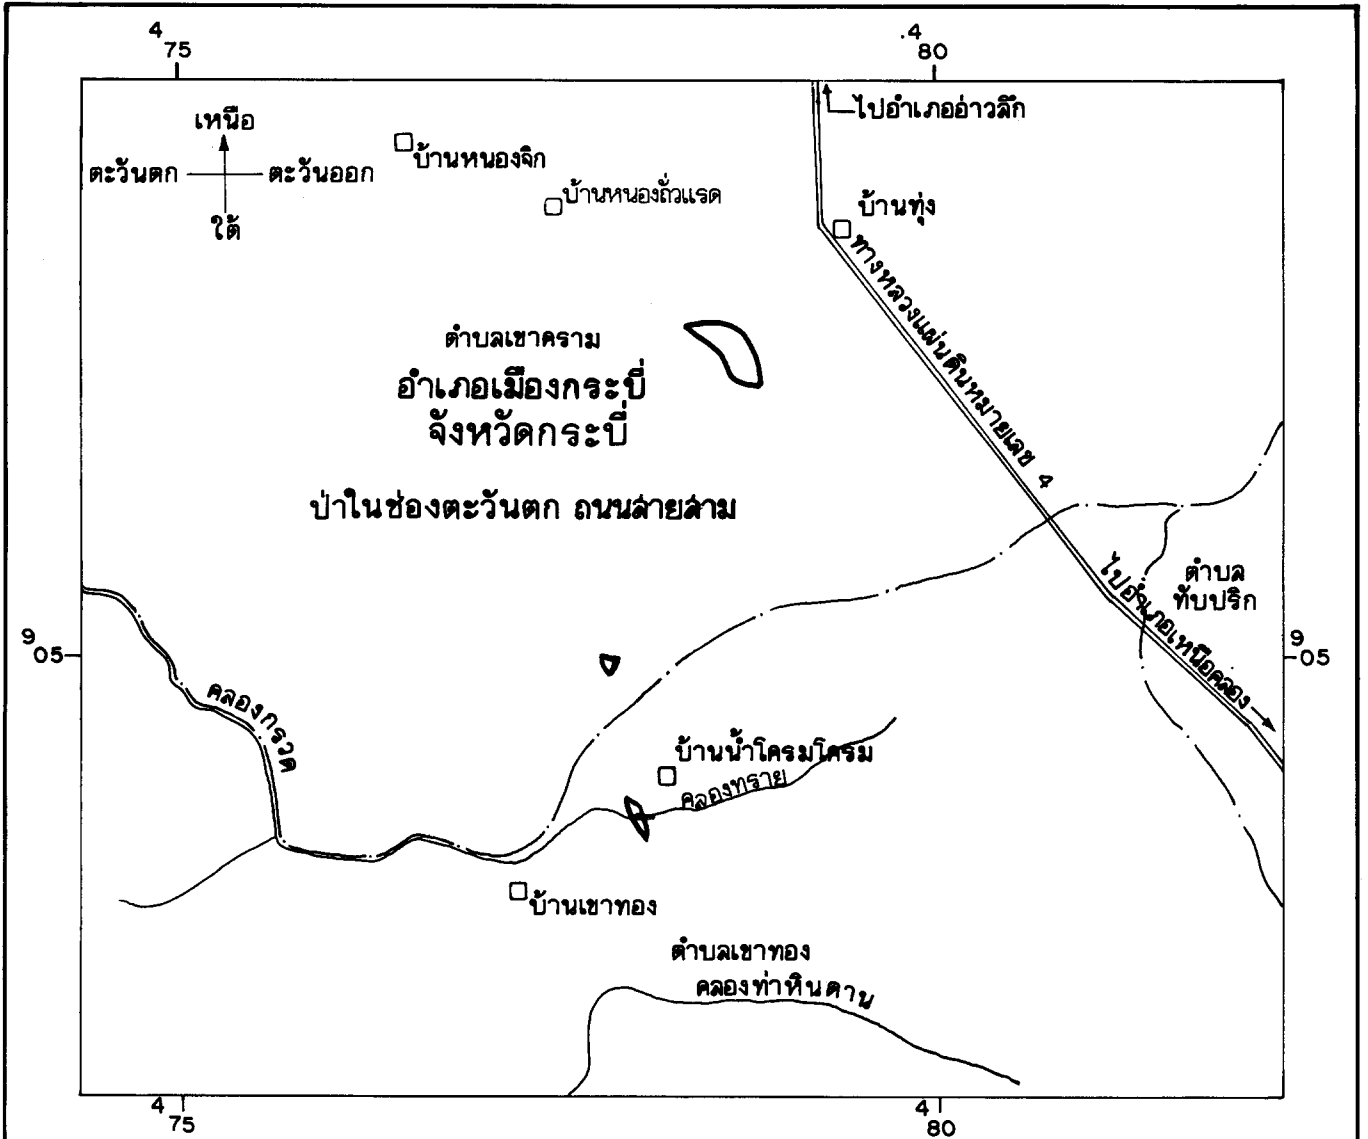 4
75
.4
80
เหนือ
ตะวันตก
ตะวันออก
ใต้
ไปอำเภออ่าวลึก
บ้านหนองจิก
บ้านหนองถั่วแรด
บ้านทุ่ง
ทางหลวงแผ่นดินหมายเลข 4
ตำบลเขาคราม
อำเภอเมืองกระบี่
จังหวัดกระบี่
ป่าในช่องตะวันตก ถนนสายสาม
ตำบล
ทับปริก
ไปอำเภอเหนือคลอง
9
05
9
05
คลองกรวด
บ้านน้ำโครมโครม
คลองทราย
บ้านเขาทอง
ตำบลเขาทอง
คลองท่าหินดาน
4
75
4
80